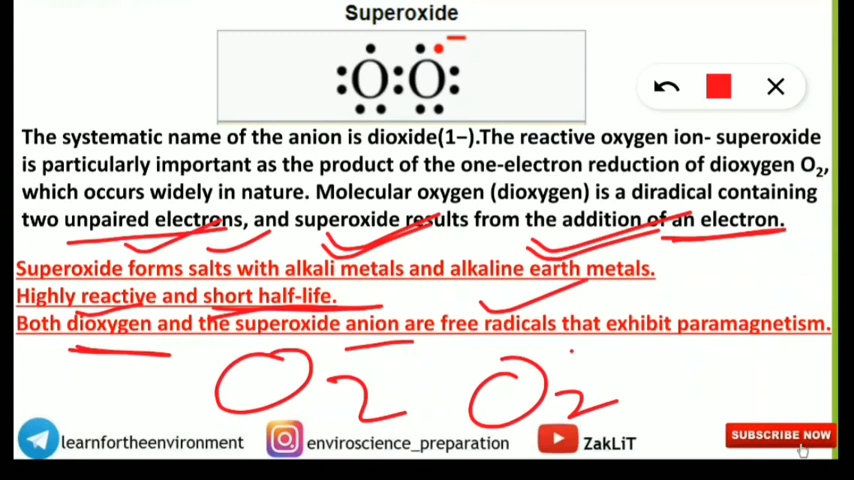 Superoxide
:O:O:
The systematic name of the anion is dioxide(1−).The reactive oxygen ion- superoxide
is particularly important as the product of the one-electron reduction of dioxygen O₂,
which occurs widely in nature. Molecular oxygen (dioxygen) is a diradical containing
two unpaired electrons, and superoxide results from the addition of an electron.
Superoxide forms salts with alkali metals and alkaline earth metals.
Highly reactive and short half-life.
Both dioxygen and the superoxide anion are free radicals that exhibit paramagnetism.
O2 O2
learnfortheenvironment enviroscience_preparation ZakLiT SUBSCRIBE NOW